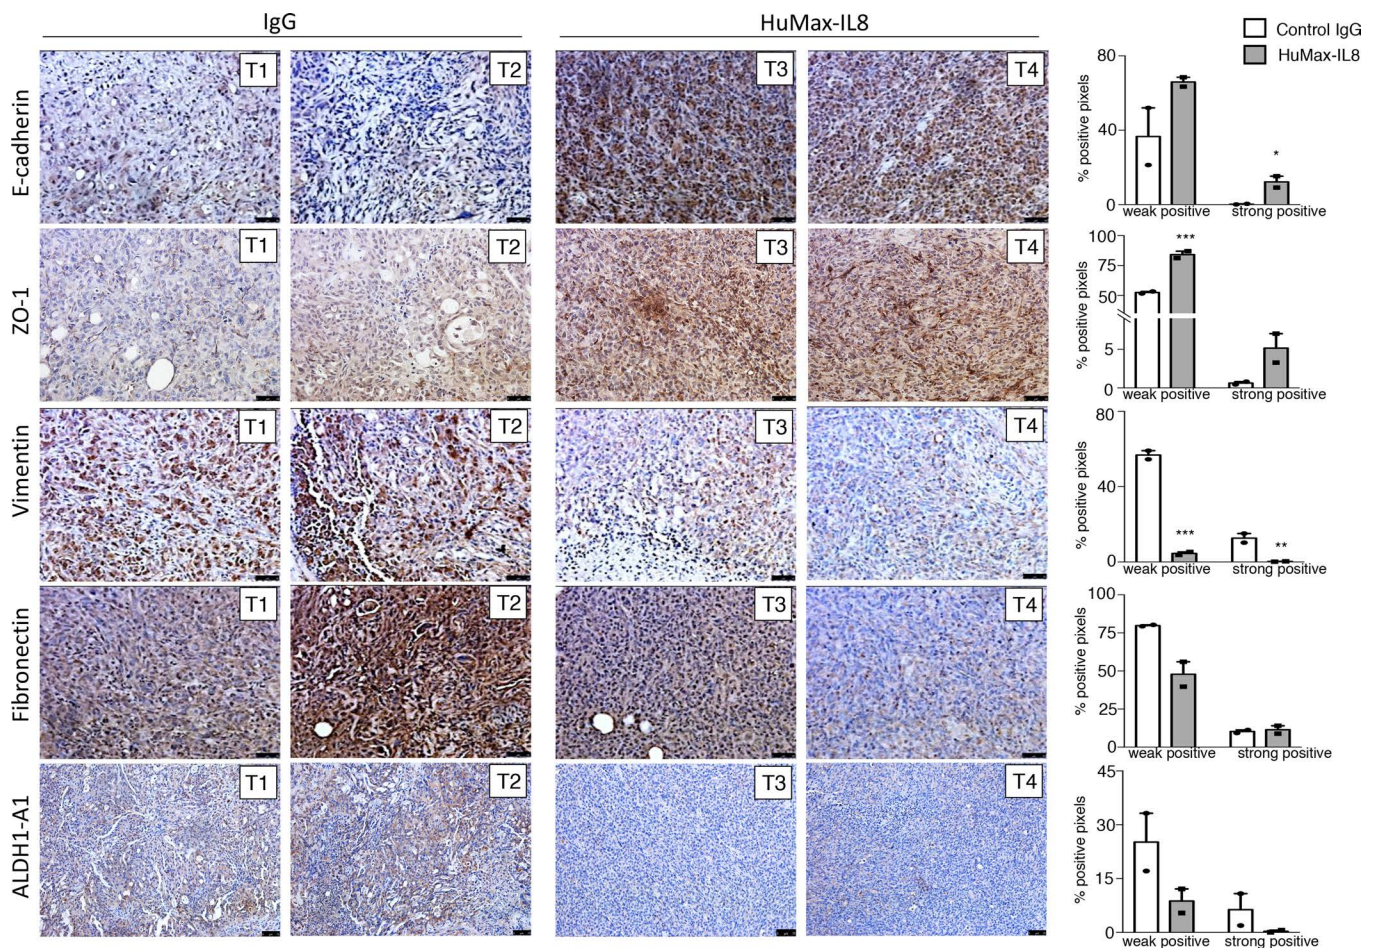 IgG
HuMax-IL8
Control IgG
HuMax-IL8
E-cadherin
T1
T2
T3
T4
% positive pixels
80
40
0
*
weak positive
strong positive
ZO-1
T1
T2
T3
T4
% positive pixels
100
75
50
5
0
***
weak positive
strong positive
Vimentin
T1
T2
T3
T4
% positive pixels
80
40
0
***
**
weak positive
strong positive
Fibronectin
T1
T2
T3
T4
% positive pixels
100
75
50
25
0
weak positive
strong positive
ALDH1-A1
T1
T2
T3
T4
% positive pixels
45
30
15
0
weak positive
strong positive